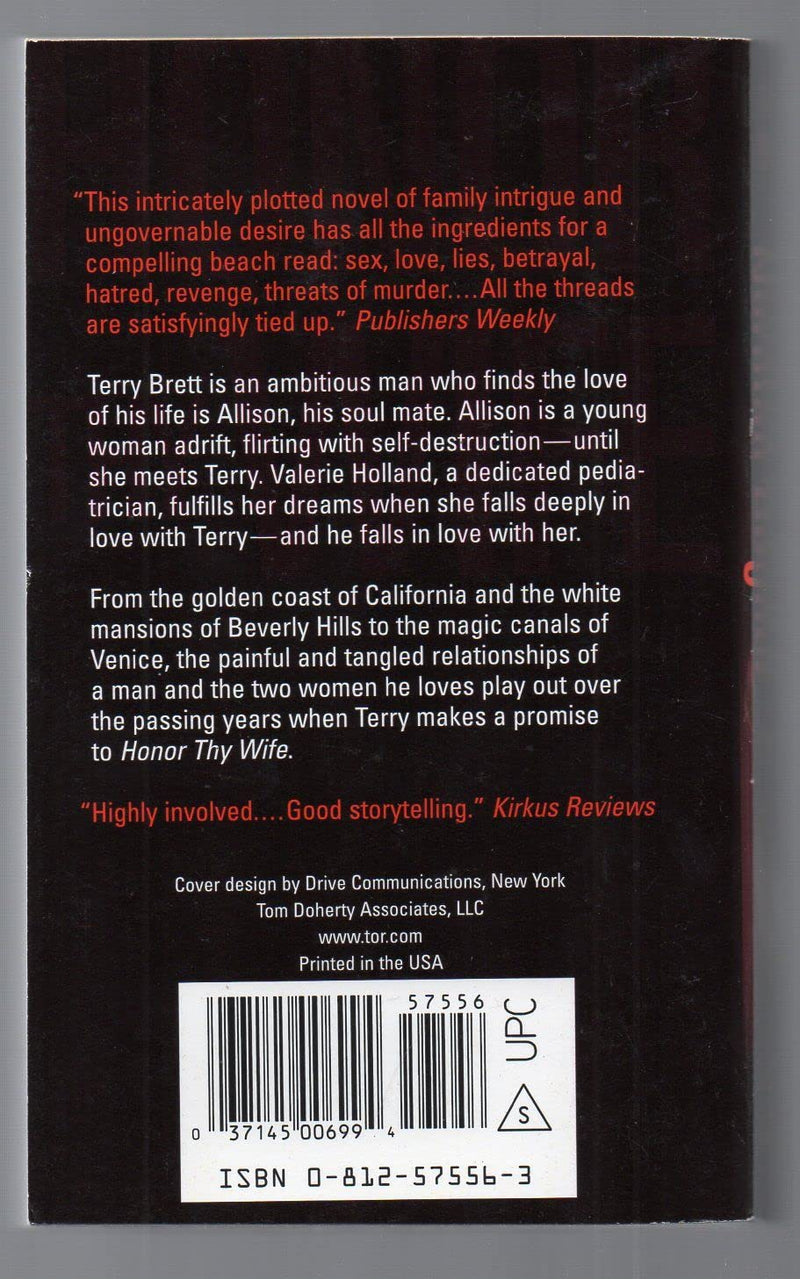 “This intricately plotted novel of family intrigue and
ungovernable desire has all the ingredients for a
compelling beach read: sex, love, lies, betrayal,
hatred, revenge, threats of murder....All the threads
are satisfyingly tied up.” Publishers Weekly
Terry Brett is an ambitious man who finds the love
of his life is Allison, his soul mate. Allison is a young
woman adrift, flirting with self-destruction—until
she meets Terry. Valerie Holland, a dedicated pedia-
trician, fulfills her dreams when she falls deeply in
love with Terry—and he falls in love with her.
From the golden coast of California and the white
mansions of Beverly Hills to the magic canals of
Venice, the painful and tangled relationships of
a man and the two women he loves play out over
the passing years when Terry makes a promise
to Honor Thy Wife.
“Highly involved....Good storytelling.” Kirkus Reviews
Cover design by Drive Communications, New York
Tom Doherty Associates, LLC
www.tor.com
Printed in the USA
57556
UPC
S
0 37145 00699 4
ISBN 0-812-57556-3